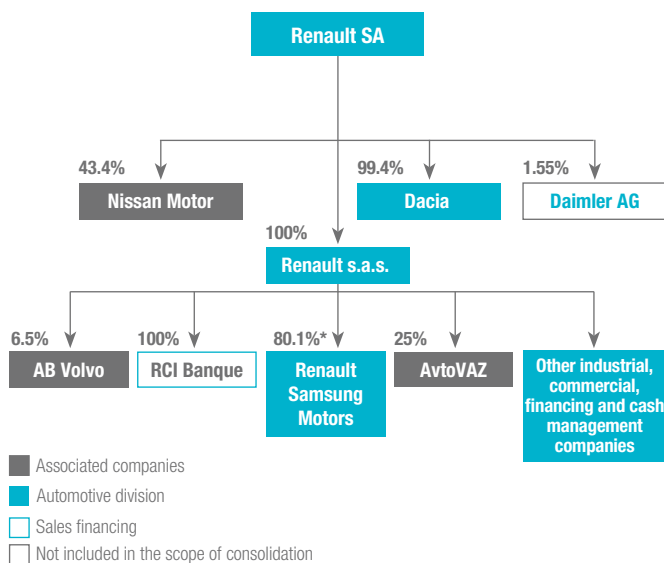 Renault SA
43.4%
Nissan Motor
99.4%
Dacia
1.55%
Daimler AG
100%
Renault s.a.s.
6.5%
AB Volvo
100%
RCI Banque
80.1%*
Renault
Samsung
Motors
25%
AvtoVAZ
Other industrial,
commercial,
financing and cash
management
companies
Associated companies
Automotive division
Sales financing
Not included in the scope of consolidation